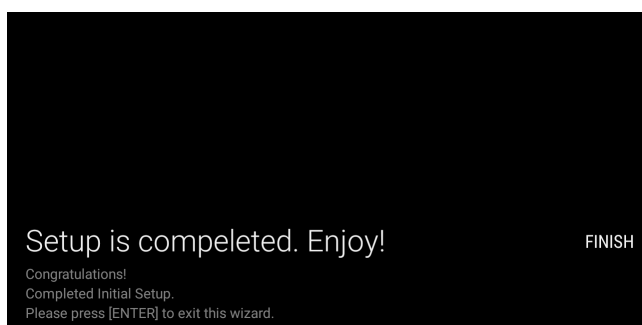 Setup is compeleted. Enjoy!
FINISH
Congratulations!
Completed Initial Setup.
Please press [ENTER] to exit this wizard.